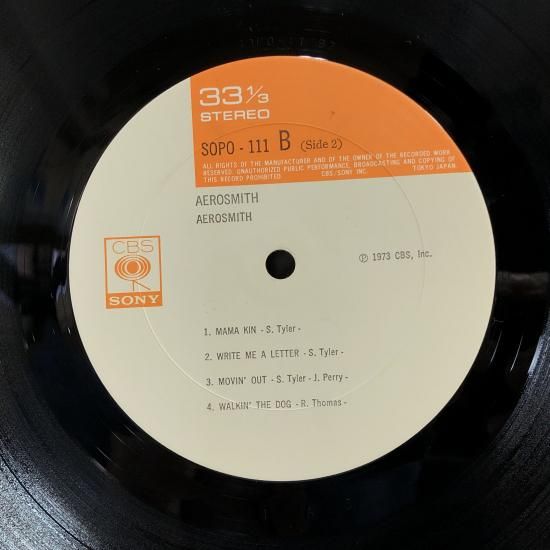 33 1/3
STEREO
SOPO - 111 B (Side 2)
ALL RIGHTS OF THE MANUFACTURER AND OF THE OWNER OF THE RECORDED WORK
RESERVED. UNAUTHORIZED PUBLIC PERFORMANCE, BROADCASTING AND COPYING OF
THIS RECORD PROHIBITED CBS/SONY INC. TOKYO JAPAN.
AEROSMITH
AEROSMITH
℗ 1973 CBS, Inc.
CBS
SONY
1. MAMA KIN - S. Tyler -
2. WRITE ME A LETTER - S. Tyler -
3. MOVIN' OUT - S. Tyler - J. Perry -
4. WALKIN' THE DOG - R. Thomas -